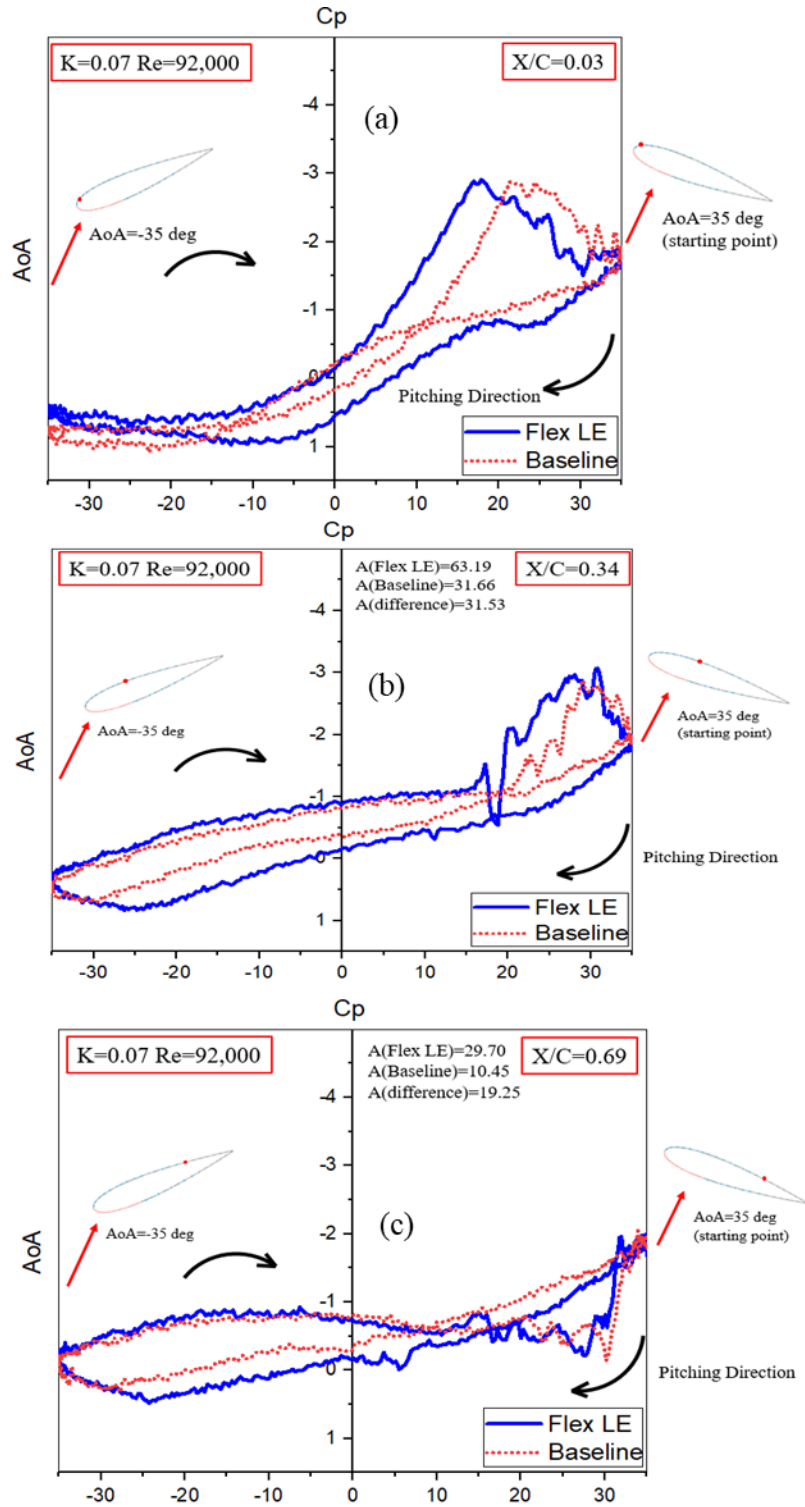 Cp
K=0.07 Re=92,000
X/C=0.03
-4
(a)
-3
AoA=-35 deg
AoA=35 deg
(starting point)
-2
AoA
-1
0
Pitching Direction
1
Flex LE
Baseline
-30 -20 -10 0 10 20 30
Cp
K=0.07 Re=92,000
A(Flex LE)=63.19
A(Baseline)=31.66
A(difference)=31.53
X/C=0.34
-4
-3
(b)
AoA=-35 deg
AoA=35 deg
(starting point)
-2
AoA
-1
0
Pitching Direction
1
Flex LE
Baseline
-30 -20 -10 0 10 20 30
Cp
K=0.07 Re=92,000
A(Flex LE)=29.70
A(Baseline)=10.45
A(difference)=19.25
X/C=0.69
-4
-3
AoA=-35 deg
(c)
AoA=35 deg
(starting point)
-2
AoA
-1
0
Pitching Direction
1
Flex LE
Baseline
-30 -20 -10 0 10 20 30